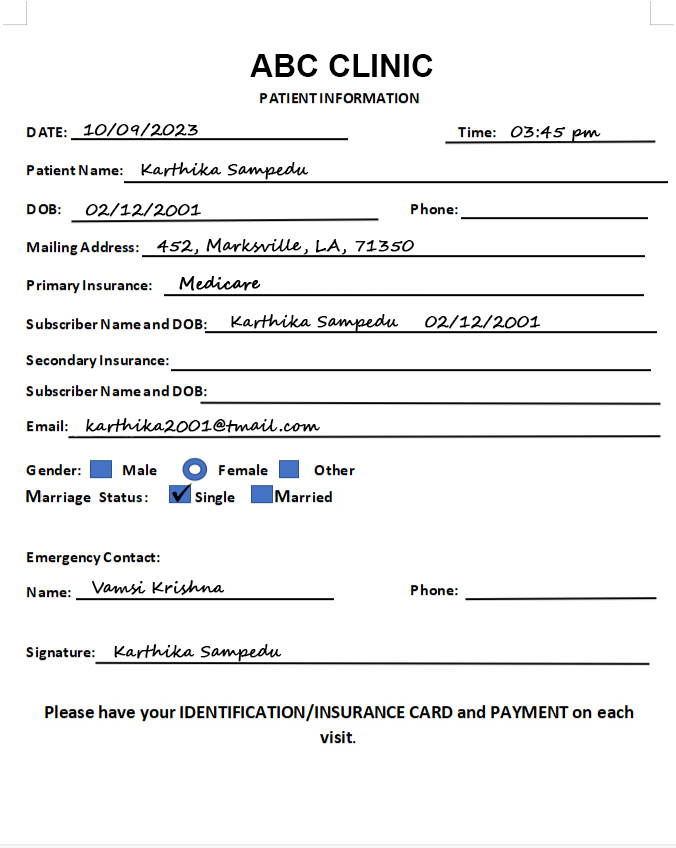 ABC CLINIC
PATIENT INFORMATION
DATE: 10/09/2023 Time: 03:45 pm
Patient Name: Karthika Sampedu
DOB: 02/12/2001 Phone:
Mailing Address: 452, Marksville, LA, 71350
Primary Insurance: Medicare
Subscriber Name and DOB: Karthika Sampedu 02/12/2001
Secondary Insurance:
Subscriber Name and DOB:
Email: karthika2001@tmail.com
Gender: Male Female Other
Marriage Status: Single Married
Emergency Contact:
Name: Vamsi Krishna Phone:
Signature: Karthika Sampedu
Please have your IDENTIFICATION/INSURANCE CARD and PAYMENT on each
visit.